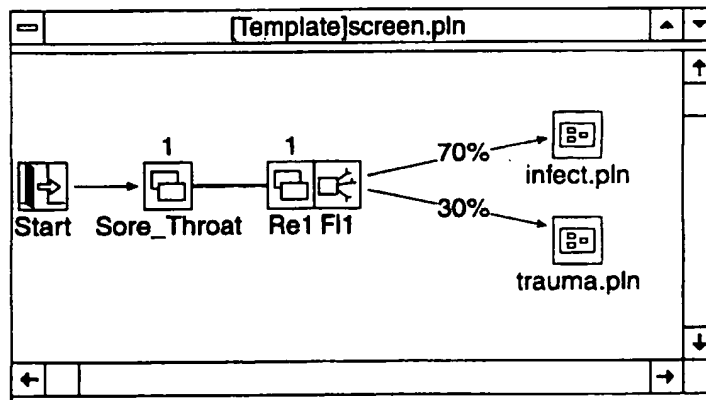 [Template]screen.pln
1
1
70%
infect.pln
Start
Sore_Throat
Re1 Fl1
30%
trauma.pln